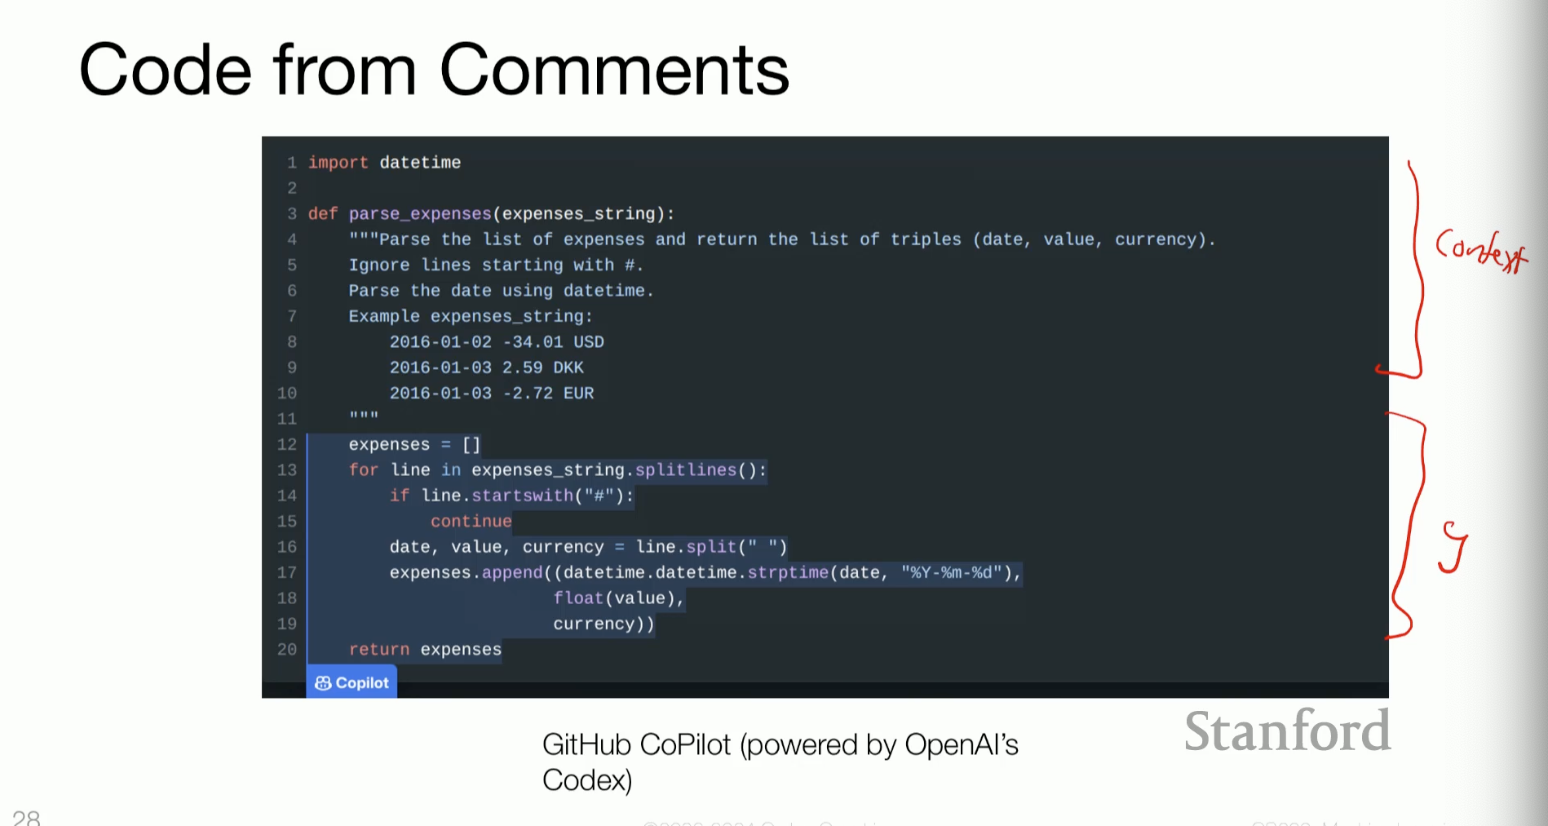 Code from Comments
1 import datetime
2
3 def parse_expenses(expenses_string):
4     """Parse the list of expenses and return the list of triples (date, value, currency).
5     Ignore lines starting with #.
6     Parse the date using datetime.
7     Example expenses_string:
8         2016-01-02 -34.01 USD
9         2016-01-03 2.59 DKK
10         2016-01-03 -2.72 EUR
11     """
12     expenses = []
13     for line in expenses_string.splitlines():
14         if line.startswith("#"):
15             continue
16         date, value, currency = line.split(" ")
17         expenses.append((datetime.datetime.strptime(date, "%Y-%m-%d"),
18                         float(value),
19                         currency))
20     return expenses
Copilot
Context
y
GitHub CoPilot (powered by OpenAI's
Codex)
Stanford
28